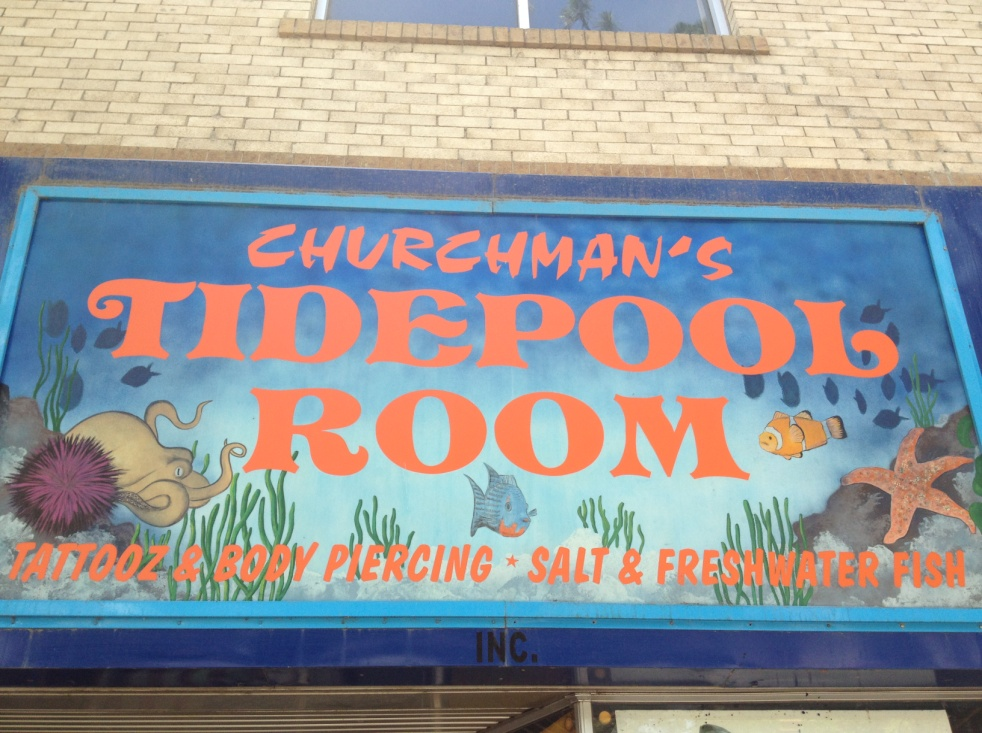 CHURCHMAN'S
TIDEPOOL
ROOM
TATTOOZ & BODY PIERCING * SALT & FRESHWATER FISH
INC.